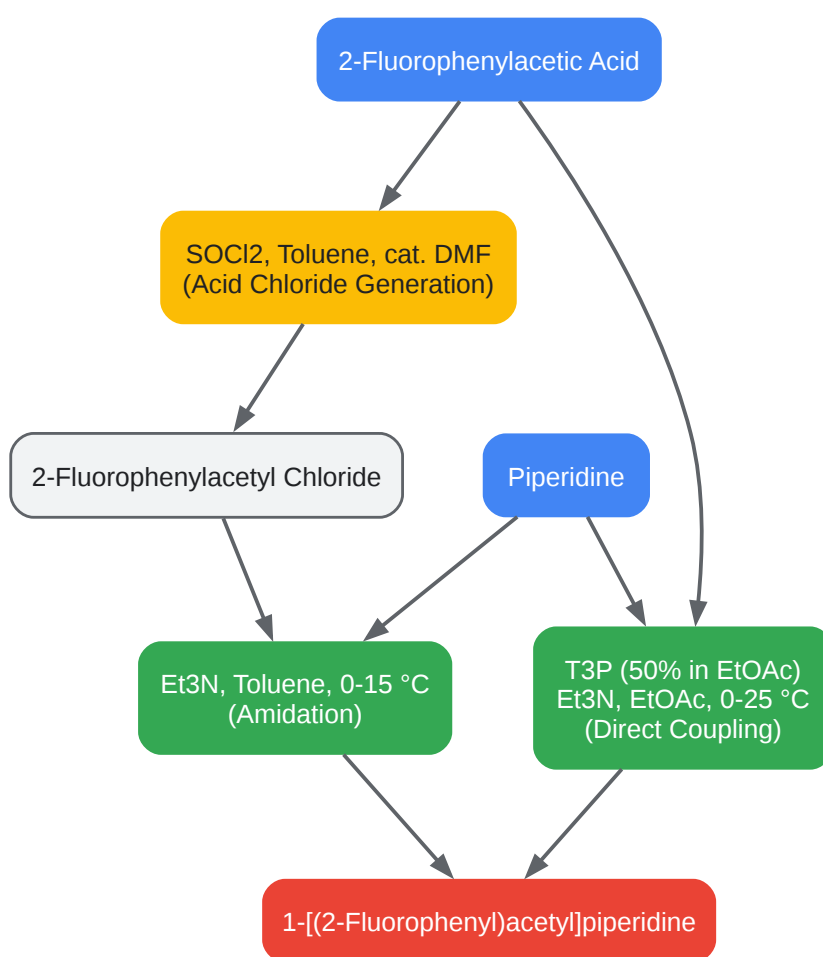 2-Fluorophenylacetic Acid
SOCl2, Toluene, cat. DMF
(Acid Chloride Generation)
2-Fluorophenylacetyl Chloride
Piperidine
Et3N, Toluene, 0-15 °C
(Amidation)
T3P (50% in EtOAc)
Et3N, EtOAc, 0-25 °C
(Direct Coupling)
1-[(2-Fluorophenyl)acetyl]piperidine